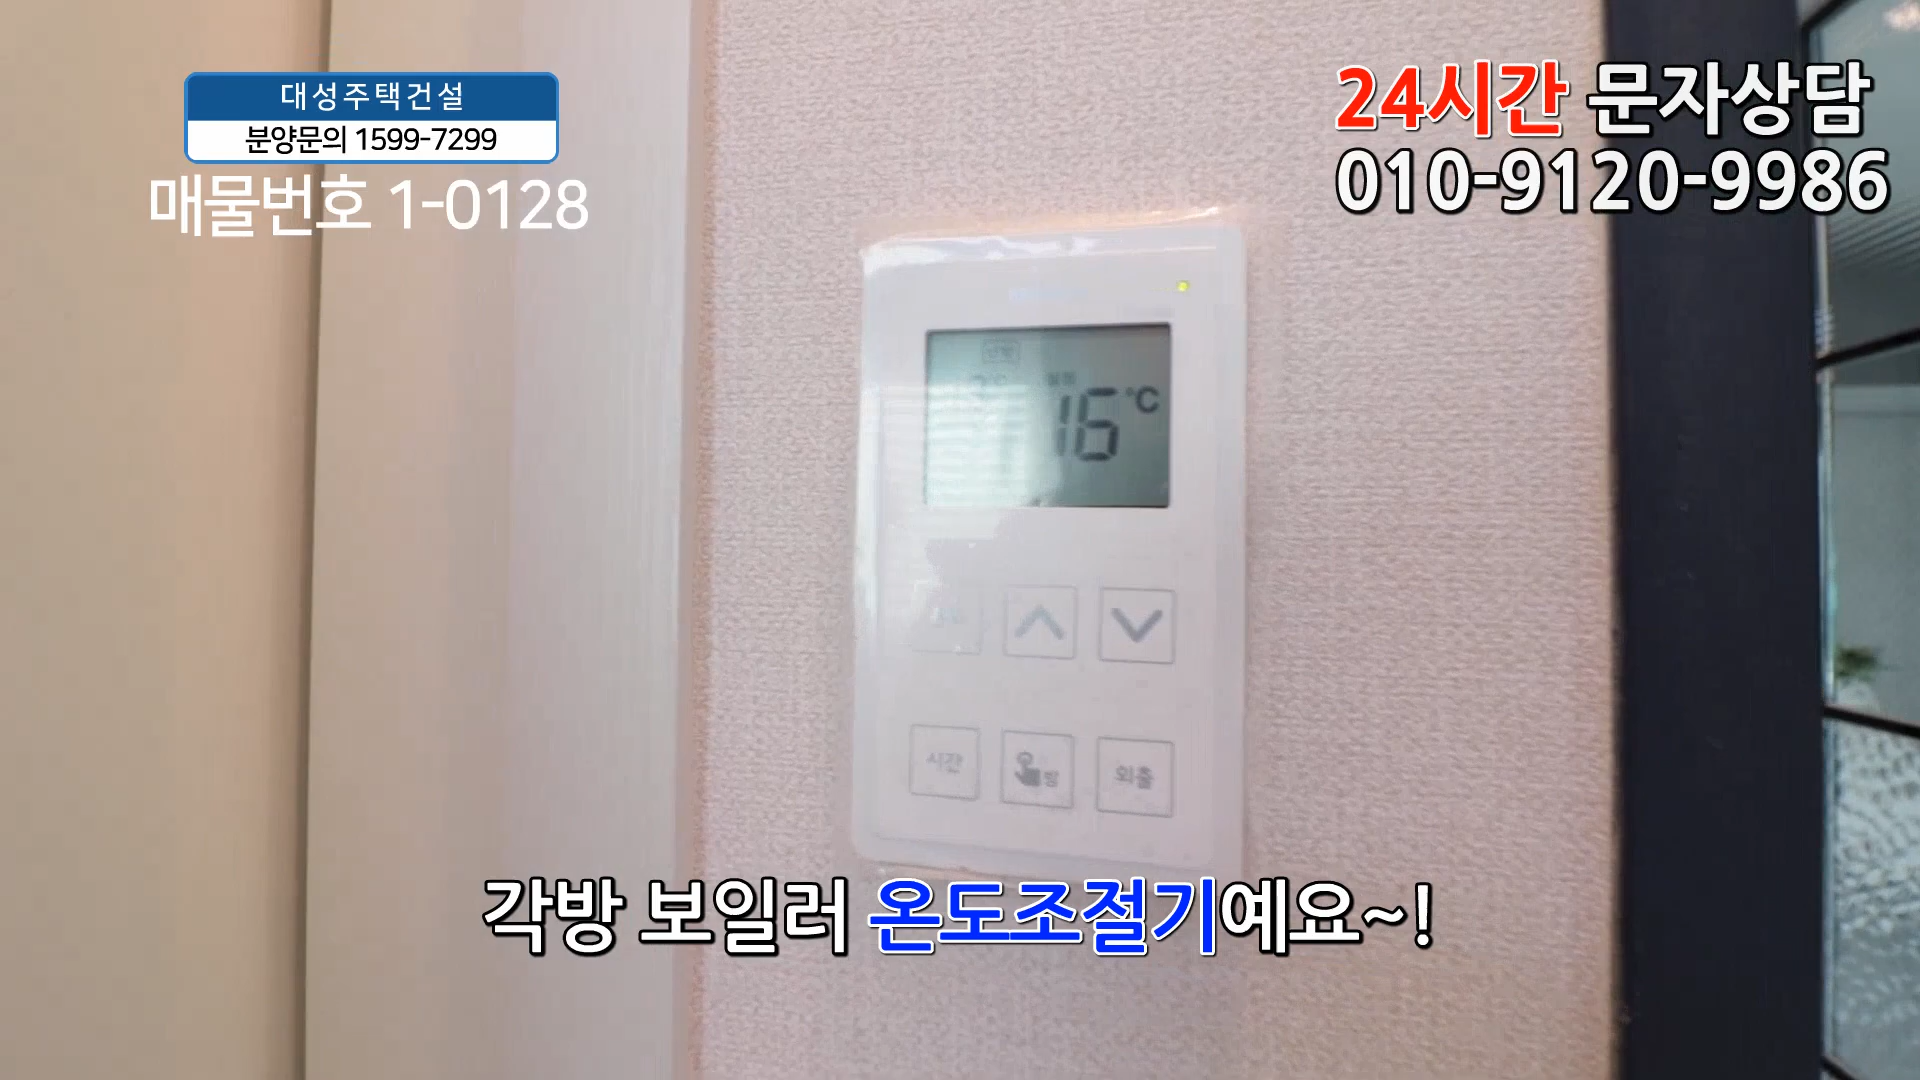 대성주택건설
분양문의 1599-7299
매물번호 1-0128
24시간 문자상담
010-9120-9986
16°C
시간
방
외출
각방 보일러 온도조절기예요~!